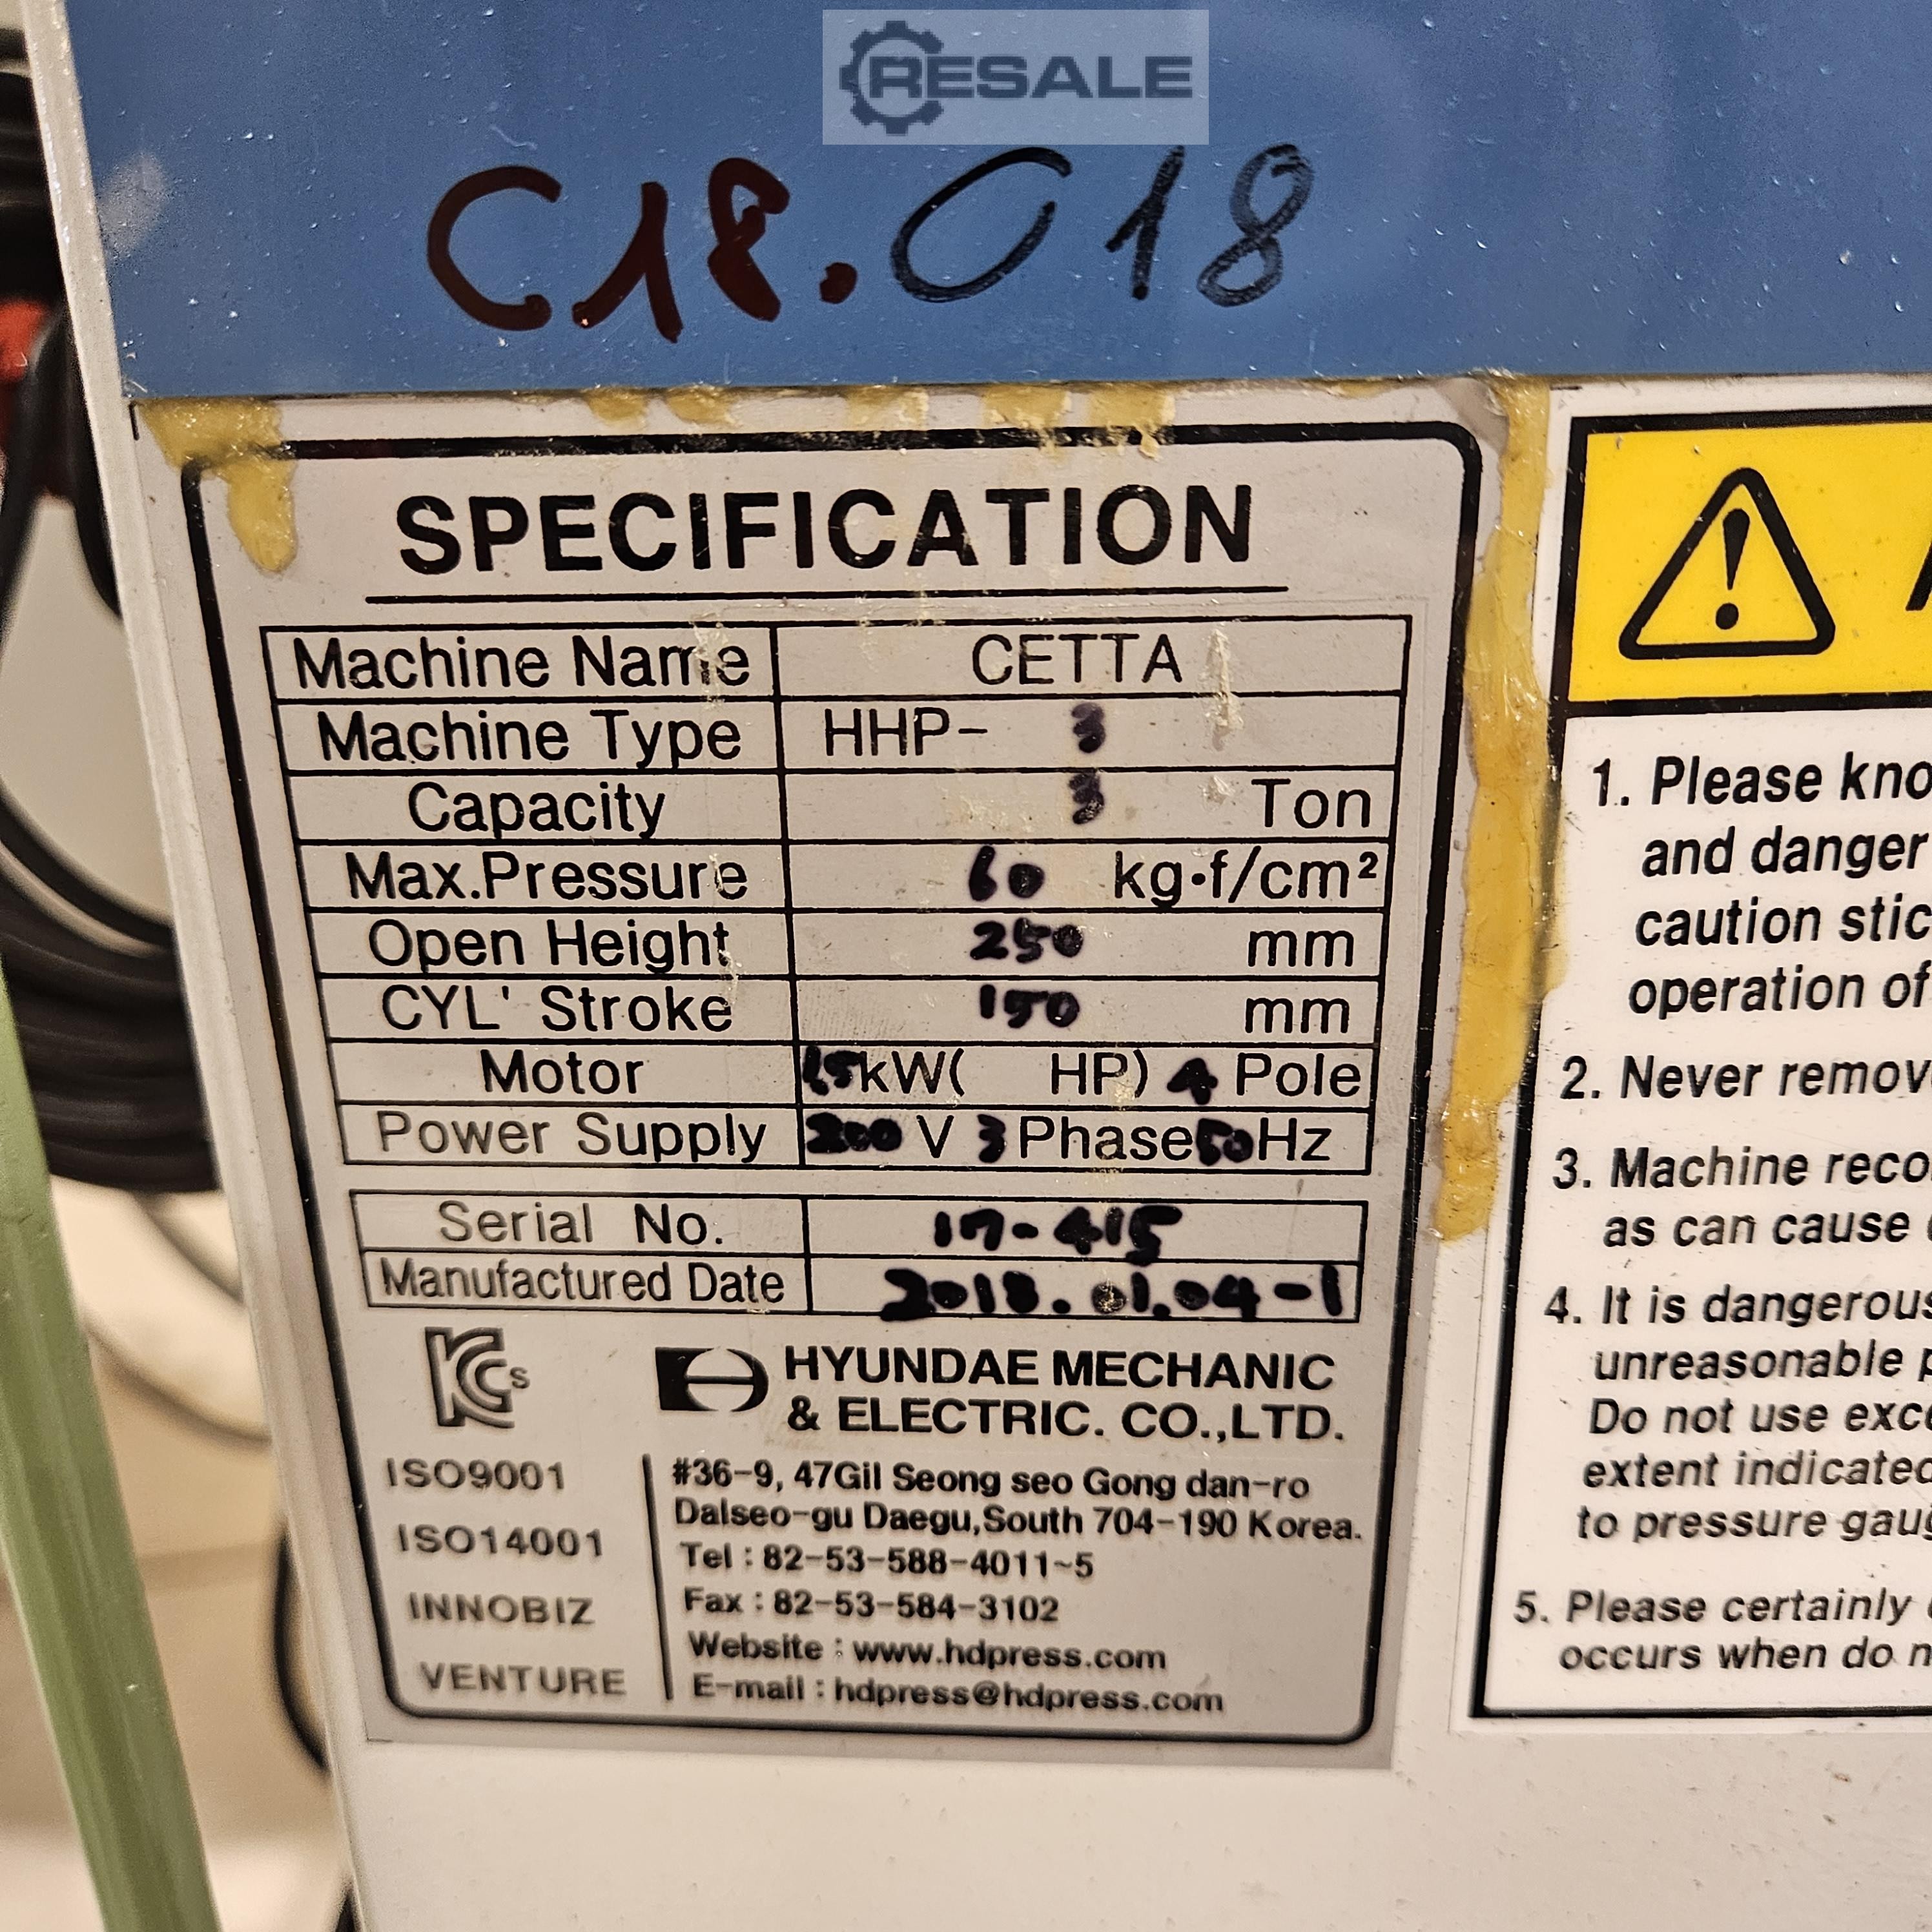 RESALE
C18.018
SPECIFICATION
Machine Name CETTA
Machine Type HHP- 3
Capacity 3 Ton
Max.Pressure 60 kg·f/cm²
Open Height 250 mm
CYL' Stroke 150 mm
Motor 1.5kW( HP) 4 Pole
Power Supply 200 V 3 Phase 50Hz
Serial No. 17-415
Manufactured Date 2018.01.04-1
KCs
HYUNDAE MECHANIC
& ELECTRIC. CO.,LTD.
ISO9001
ISO14001
INNOBIZ
VENTURE
#36-9, 47Gil Seong seo Gong dan-ro
Dalseo-gu Daegu,South 704-190 Korea.
Tel : 82-53-588-4011~5
Fax : 82-53-584-3102
Website : www.hdpress.com
E-mail : hdpress@hdpress.com
1. Please kno
and danger
caution stic
operation of
2. Never remov
3. Machine reco
as can cause
4. It is dangerous
unreasonable p
Do not use exce
extent indicated
to pressure gaug
5. Please certainly
occurs when do n